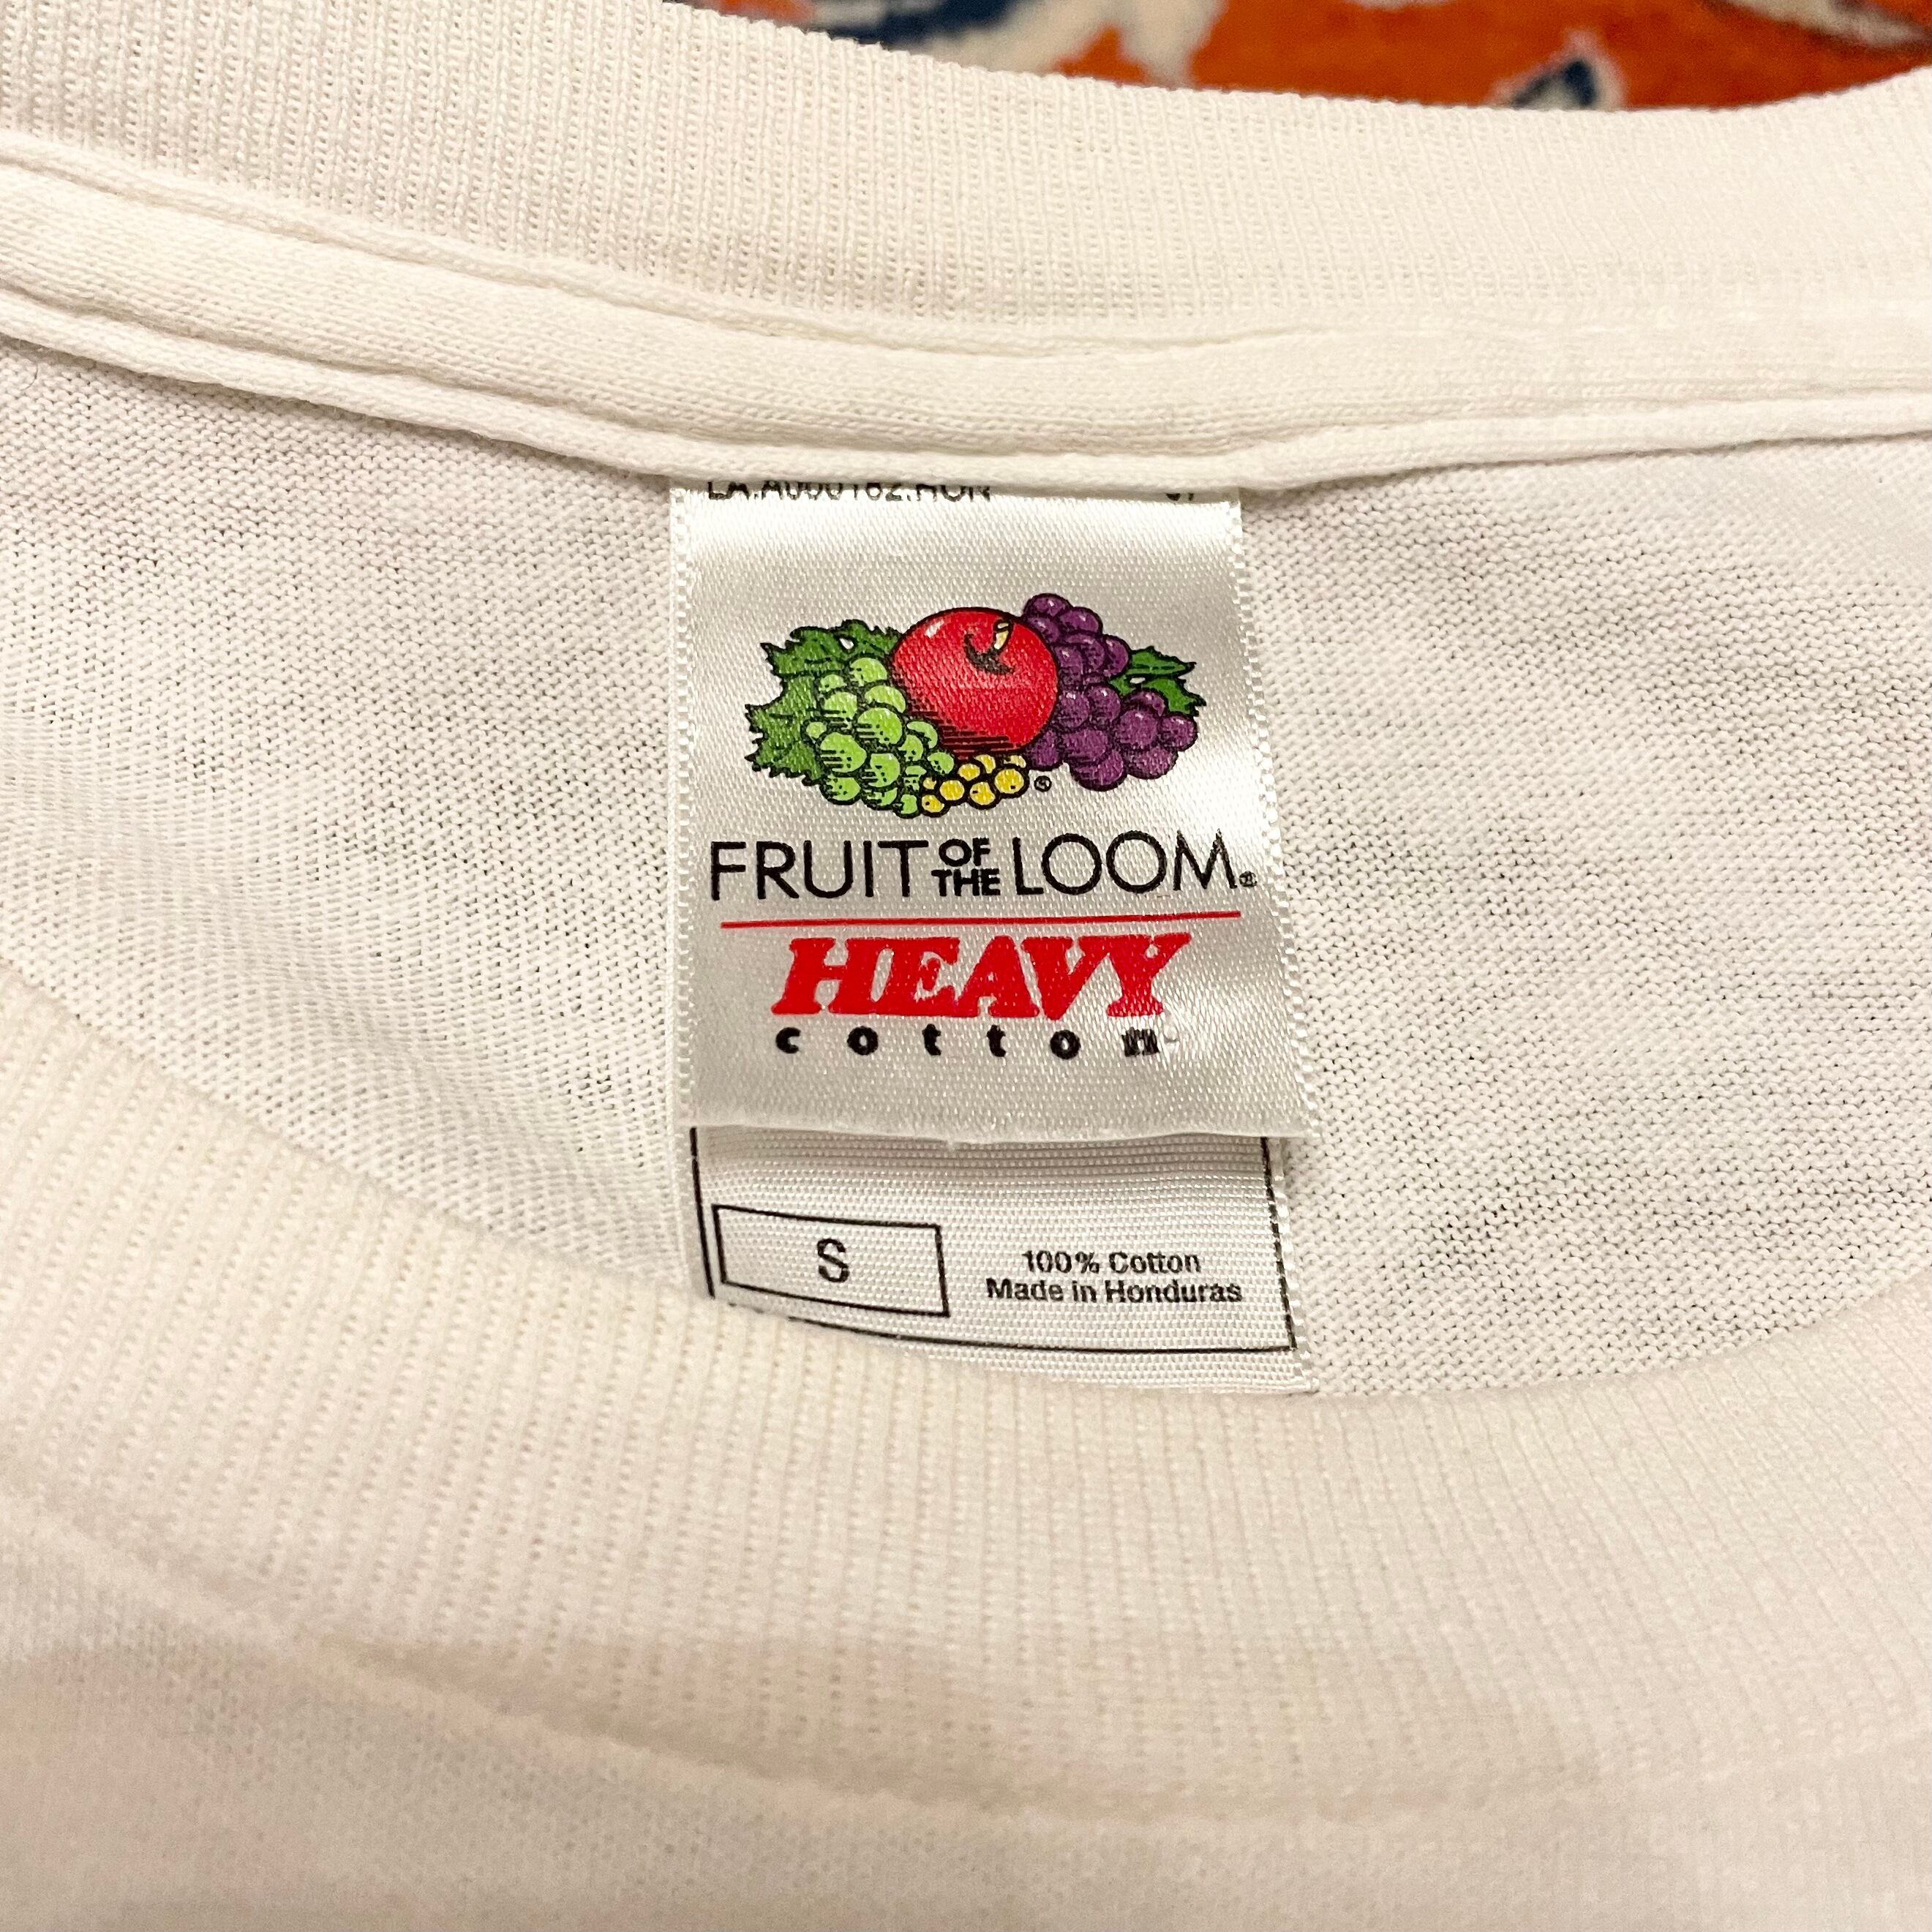 FRUIT OF THE LOOM®
HEAVY
cotton
S
100% Cotton
Made in Honduras